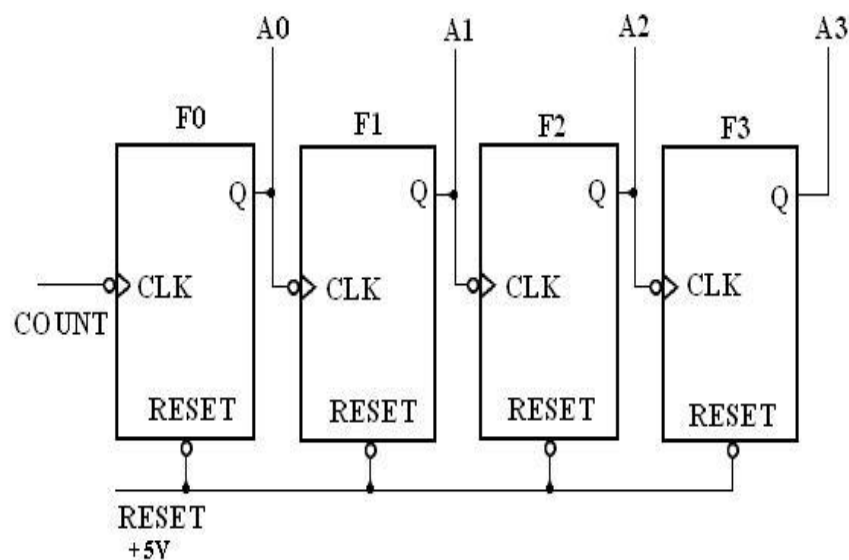 A0 A1 A2 A3
F0 F1 F2 F3
Q Q Q Q
CLK CLK CLK CLK
COUNT
RESET RESET RESET RESET
RESET
+5V